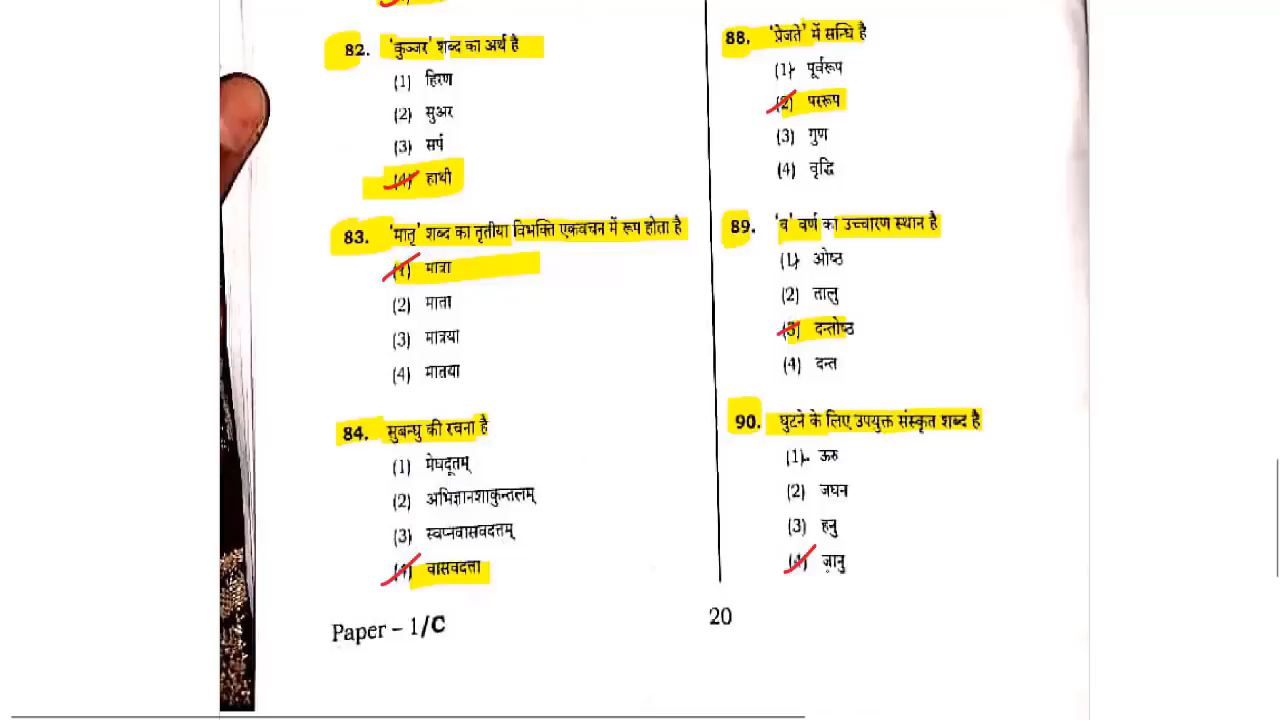 82. 'कुञ्जर' शब्द का अर्थ है
(1) हिरण
(2) सुअर
(3) सर्प
(4) हाथी
83. 'मातृ' शब्द का तृतीया विभक्ति एकवचन में रूप होता है
(1) मात्रा
(2) माता
(3) मात्रया
(4) मातया
84. सुबन्धु की रचना है
(1) मेघदूतम्
(2) अभिज्ञानशाकुन्तलम्
(3) स्वप्नवासवदत्तम्
(4) वासवदत्ता
88. 'प्रेजते' में सन्धि है
(1) पूर्वरूप
(2) पररूप
(3) गुण
(4) वृद्धि
89. 'व' वर्ण का उच्चारण स्थान है
(1) ओष्ठ
(2) तालु
(3) दन्तोष्ठ
(4) दन्त
90. घुटने के लिए उपयुक्त संस्कृत शब्द है
(1) ऊरु
(2) जघन
(3) हनु
(4) जानु
Paper – 1/C
20